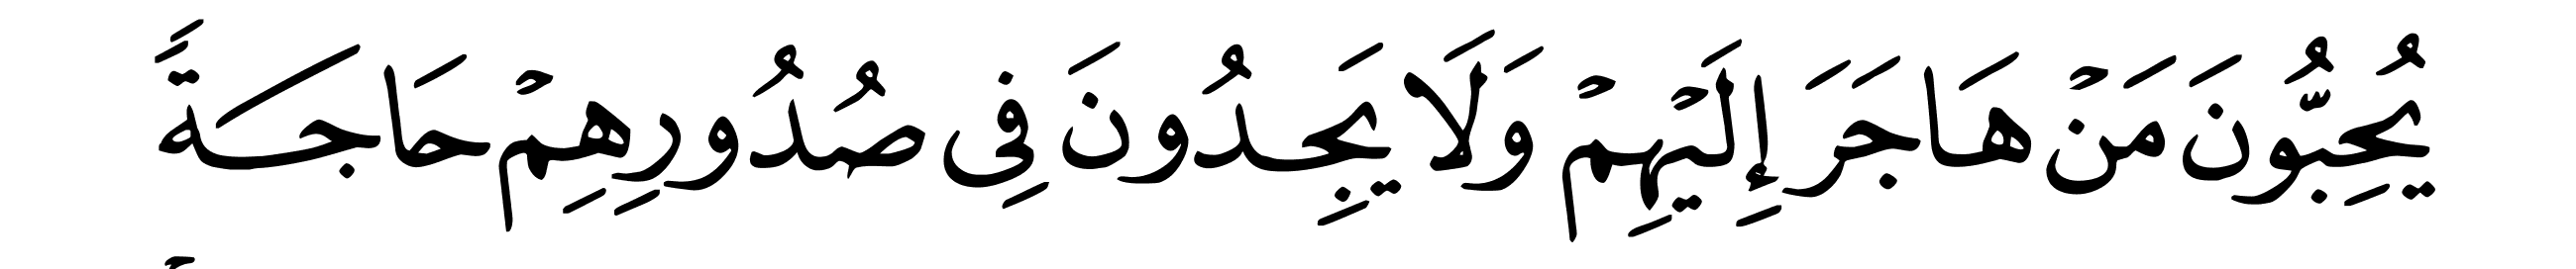 يُحِبُّونَ مَنْ هَاجَرَ إِلَيْهِمْ وَلَا يَجِدُونَ فِى صُدُورِهِمْ حَاجَةً